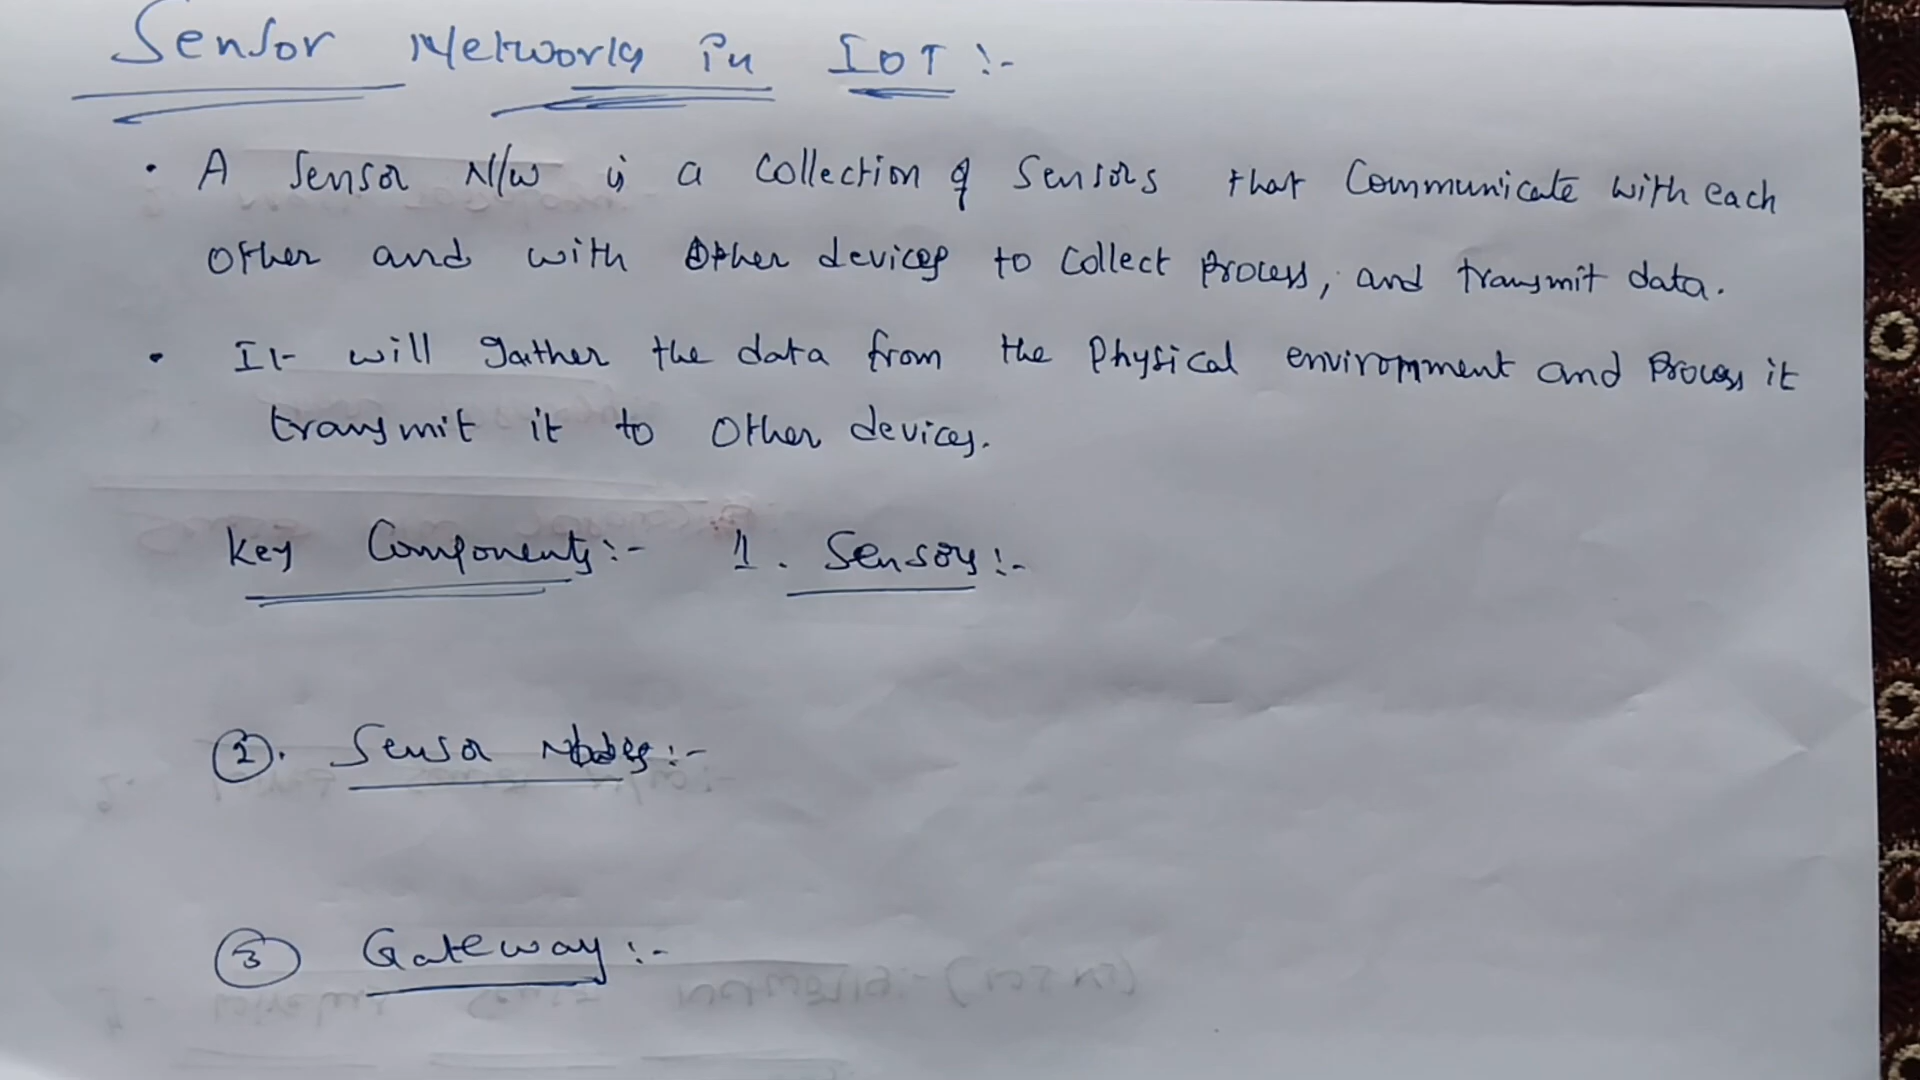 Sensor Networks in IOT :-
• A Sensor N/w is a Collection of Sensors that Communicate with each
other and with other devices to Collect Process, and transmit data.
• It will gather the data from the Physical environment and Process it
transmit it to Other devices.
Key Components:- 1. Sensors:-
2. Sensor Nodes:-
3 Gateway:-